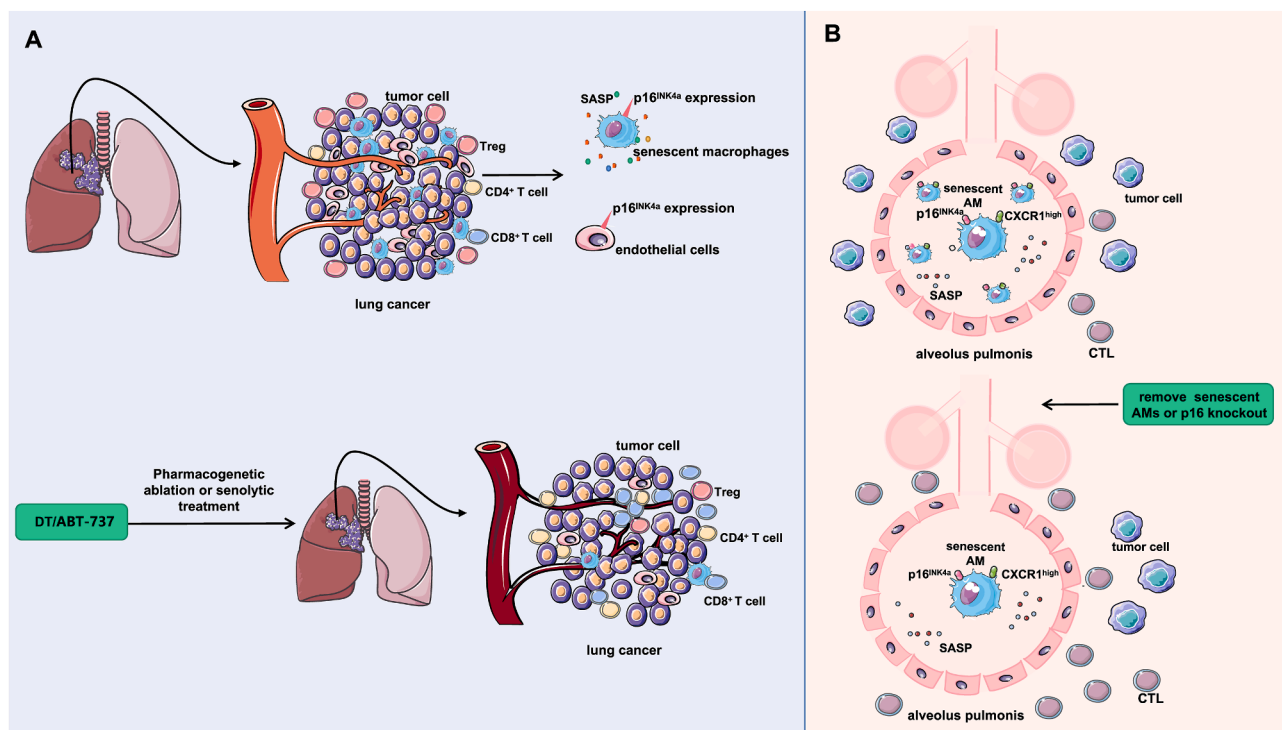 A
tumor cell
Treg
CD4⁺ T cell
CD8⁺ T cell
lung cancer
SASP
p16ᴵᴺᴷ⁴ᵃ expression
senescent macrophages
p16ᴵᴺᴷ⁴ᵃ expression
endothelial cells
DT/ABT-737
Pharmacogenetic
ablation or senolytic
treatment
tumor cell
Treg
CD4⁺ T cell
CD8⁺ T cell
lung cancer
B
senescent
AM
p16ᴵᴺᴷ⁴ᵃ
CXCR1ʰⁱᵍʰ
SASP
tumor cell
CTL
alveolus pulmonis
remove senescent
AMs or p16 knockout
senescent
AM
p16ᴵᴺᴷ⁴ᵃ
CXCR1ʰⁱᵍʰ
SASP
tumor cell
CTL
alveolus pulmonis